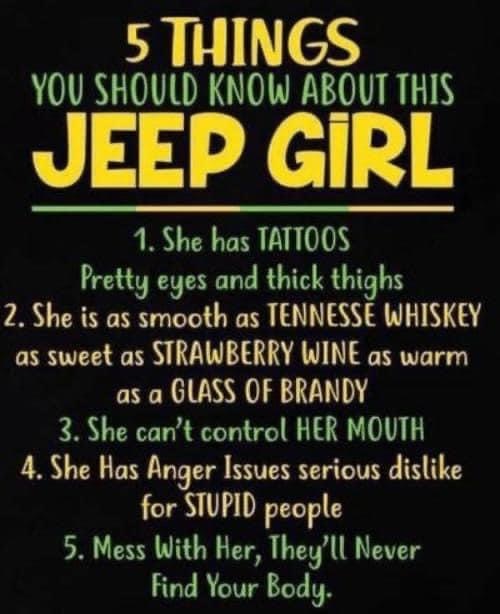 5 THINGS
YOU SHOULD KNOW ABOUT THIS
JEEP GiRL
1. She has TATTOOS
Pretty eyes and thick thighs
2. She is as smooth as TENNESSE WHISKEY
as sweet as STRAWBERRY WINE as warm
as a GLASS OF BRANDY
3. She can't control HER MOUTH
4. She Has Anger Issues serious dislike
for STUPID people
5. Mess With Her, They'll Never
Find Your Body.